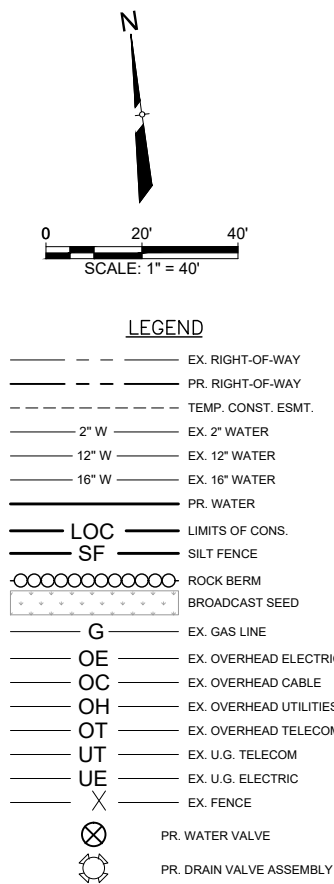 N
0 20' 40'
SCALE: 1" = 40'
LEGEND
EX. RIGHT-OF-WAY
PR. RIGHT-OF-WAY
TEMP. CONST. ESMT.
2" W EX. 2" WATER
12" W EX. 12" WATER
16" W EX. 16" WATER
PR. WATER
LOC LIMITS OF CONS.
SF SILT FENCE
ROCK BERM
BROADCAST SEED
G EX. GAS LINE
OE EX. OVERHEAD ELECTRIC
OC EX. OVERHEAD CABLE
OH EX. OVERHEAD UTILITIES
OT EX. OVERHEAD TELECOM
UT EX. U.G. TELECOM
UE EX. U.G. ELECTRIC
X EX. FENCE
PR. WATER VALVE
PR. DRAIN VALVE ASSEMBLY